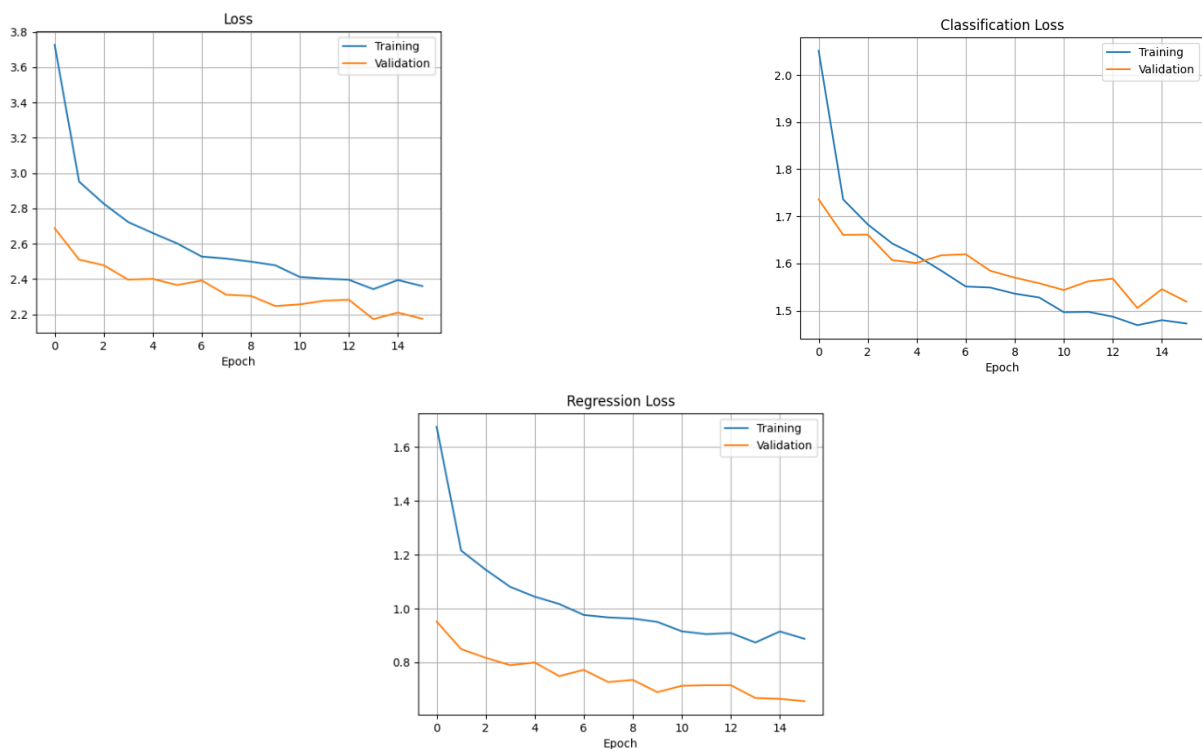 Loss
3.8
3.6
3.4
3.2
3.0
2.8
2.6
2.4
2.2
Training
Validation
0 2 4 6 8 10 12 14
Epoch
Classification Loss
2.0
1.9
1.8
1.7
1.6
1.5
Training
Validation
0 2 4 6 8 10 12 14
Epoch
Regression Loss
1.6
1.4
1.2
1.0
0.8
Training
Validation
0 2 4 6 8 10 12 14
Epoch